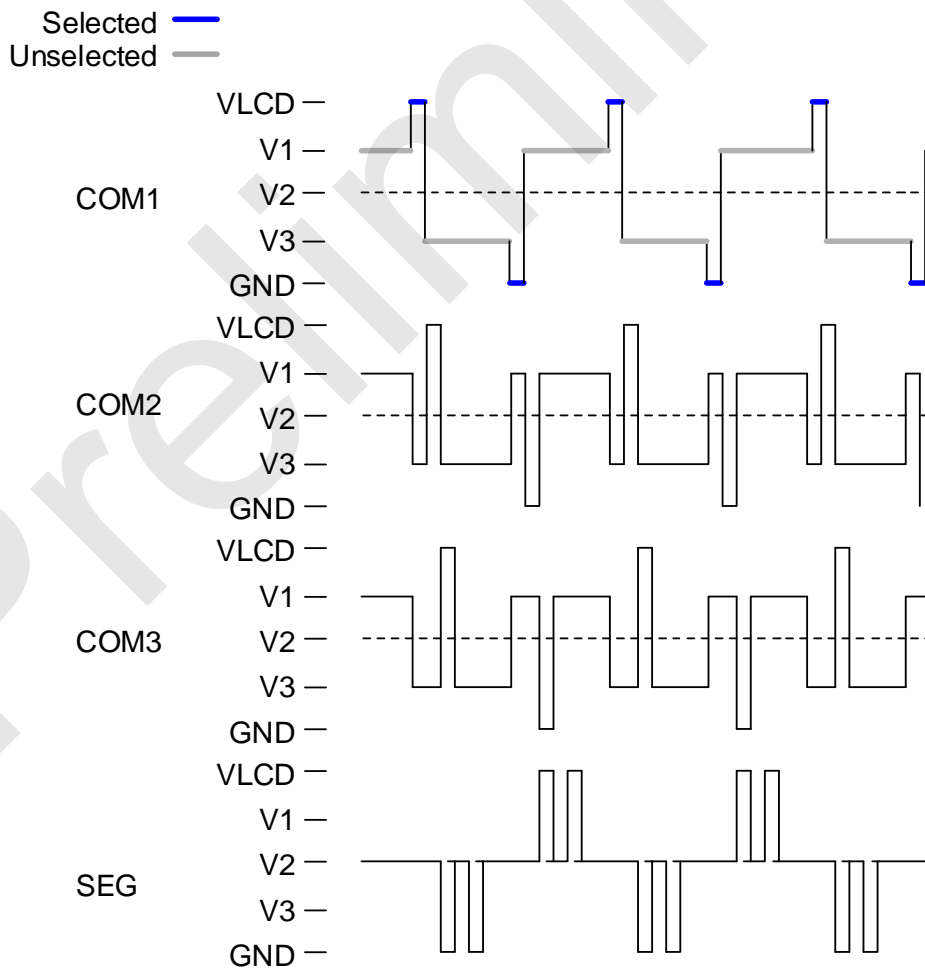 Selected
Unselected
VLCD
V1
COM1
V2
V3
GND
VLCD
V1
COM2
V2
V3
GND
VLCD
V1
COM3
V2
V3
GND
VLCD
V1
V2
SEG
V3
GND